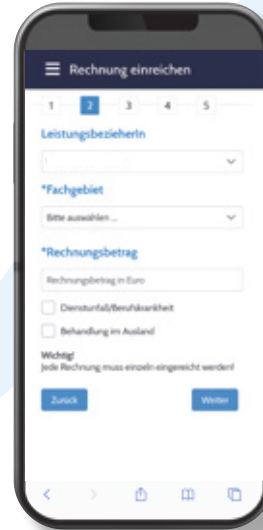 Rechnung einreichen
1 2 3 4 5
LeistungsbezieherIn
*Fachgebiet
Bitte auswählen ...
*Rechnungsbetrag
Rechnungsbetrag in Euro
Dienstunfall/Berufskrankheit
Behandlung im Ausland
Wichtig!
Jede Rechnung muss einzeln eingereicht werden!
Zurück Weiter